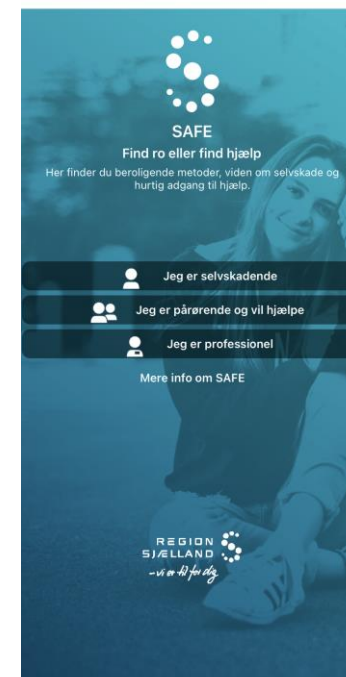 SAFE
Find ro eller find hjælp
Her finder du beroligende metoder, viden om selvskade og
hurtig adgang til hjælp.
Jeg er selvskadende
Jeg er pårørende og vil hjælpe
Jeg er professionel
Mere info om SAFE
REGION
SJÆLLAND
- vi er til for dig